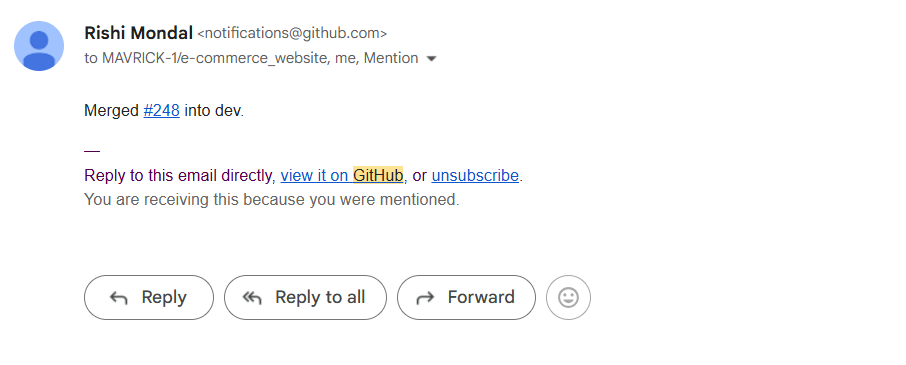 Rishi Mondal <notifications@github.com>
to MAVRICK-1/e-commerce_website, me, Mention
Merged #248 into dev.
—
Reply to this email directly, view it on GitHub, or unsubscribe.
You are receiving this because you were mentioned.
Reply Reply to all Forward